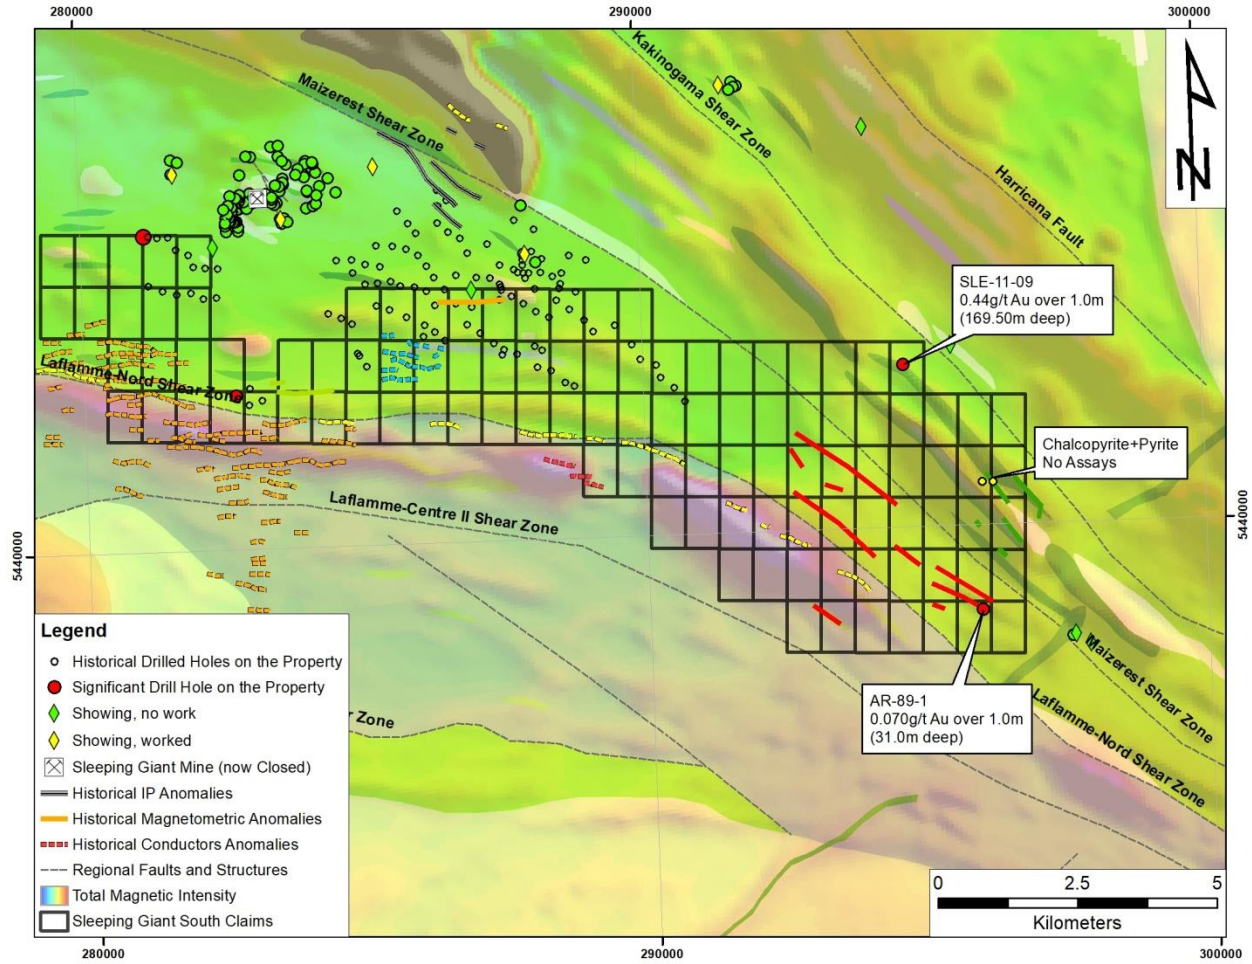 280000
290000
300000
Maizerest Shear Zone
Kakinogama Shear Zone
Harricana Fault
N
SLE-11-09
0.44g/t Au over 1.0m
(169.50m deep)
Laflamme-Nord Shear Zone
Chalcopyrite+Pyrite
No Assays
Laflamme-Centre II Shear Zone
5440000
5440000
AR-89-1
0.070g/t Au over 1.0m
(31.0m deep)
Maizerest Shear Zone
Laflamme-Nord Shear Zone
Zone
Legend
Historical Drilled Holes on the Property
Significant Drill Hole on the Property
Showing, no work
Showing, worked
Sleeping Giant Mine (now Closed)
Historical IP Anomalies
Historical Magnetometric Anomalies
Historical Conductors Anomalies
Regional Faults and Structures
Total Magnetic Intensity
Sleeping Giant South Claims
0 2.5 5
Kilometers
280000
290000
300000